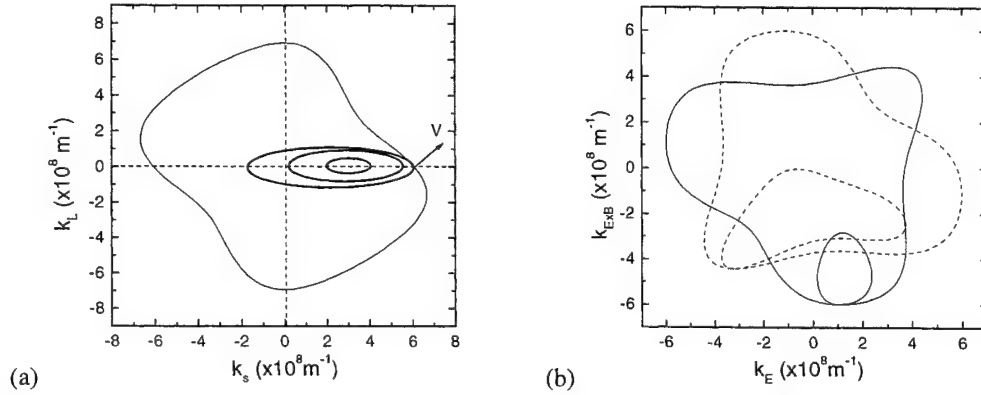 8
6
4
2
0
-2
-4
-6
-8
k_L (x10^8 m^-1)
V
-8 -6 -4 -2 0 2 4 6 8
k_s (x10^8m^-1)
(a)
6
4
2
0
-2
-4
-6
k_ExB (x10^8 m^-1)
-6 -4 -2 0 2 4 6
k_E (x10^8m^-1)
(b)